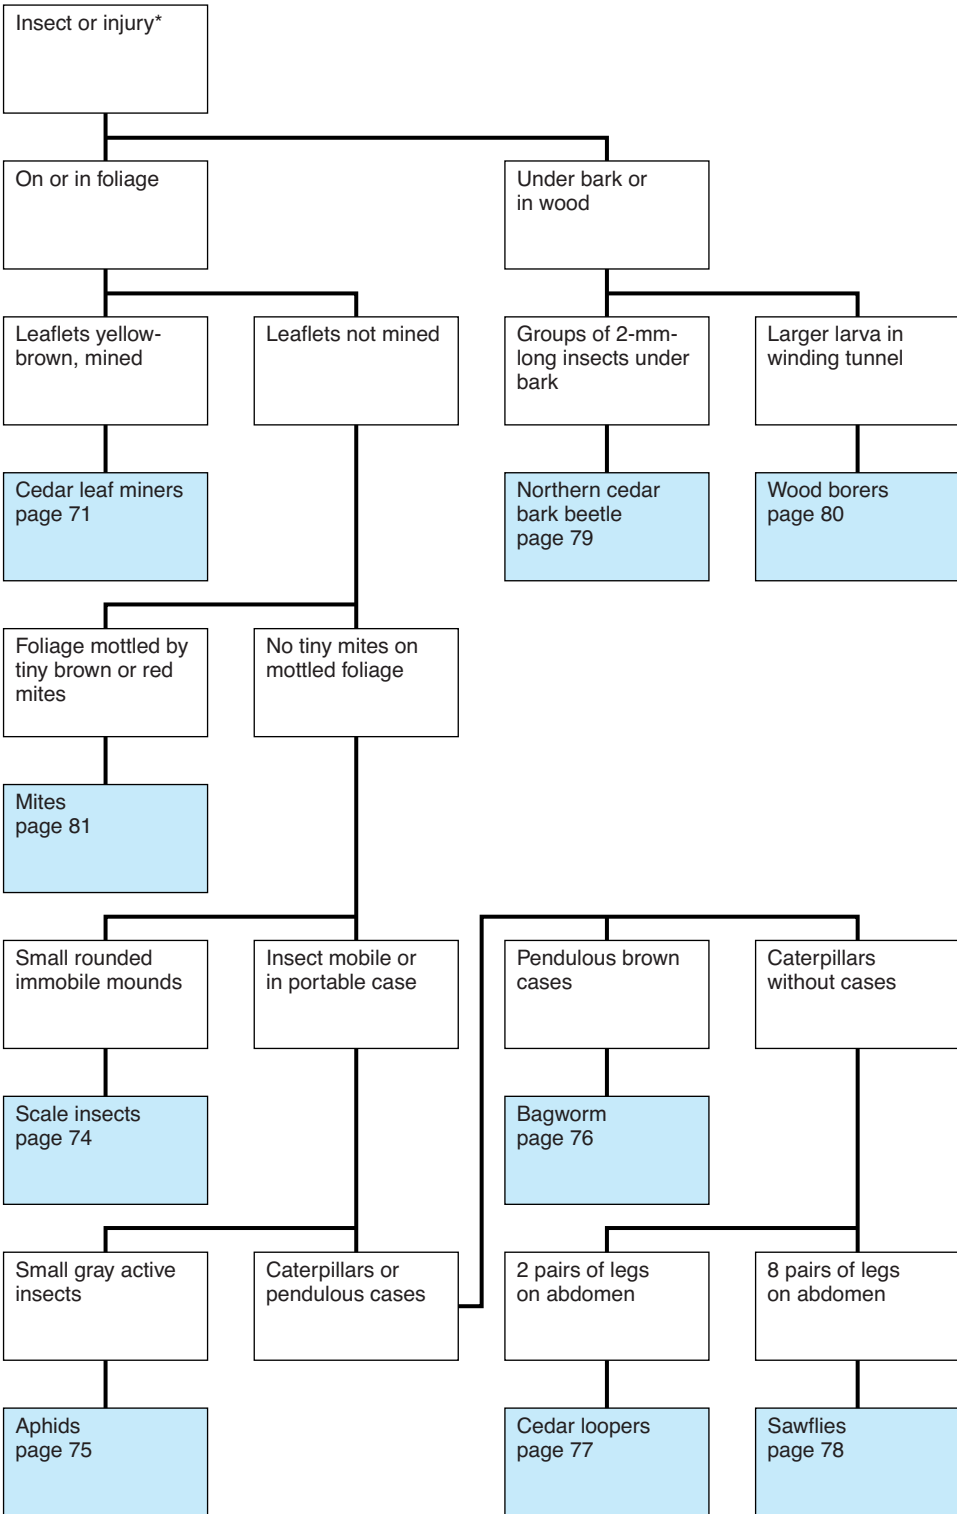 Insect or injury*
On or in foliage
Under bark or
in wood
Leaflets yellow-
brown, mined
Leaflets not mined
Groups of 2-mm-
long insects under
bark
Larger larva in
winding tunnel
Cedar leaf miners
page 71
Northern cedar
bark beetle
page 79
Wood borers
page 80
Foliage mottled by
tiny brown or red
mites
No tiny mites on
mottled foliage
Mites
page 81
Small rounded
immobile mounds
Insect mobile or
in portable case
Pendulous brown
cases
Caterpillars
without cases
Scale insects
page 74
Bagworm
page 76
Small gray active
insects
Caterpillars or
pendulous cases
2 pairs of legs
on abdomen
8 pairs of legs
on abdomen
Aphids
page 75
Cedar loopers
page 77
Sawflies
page 78